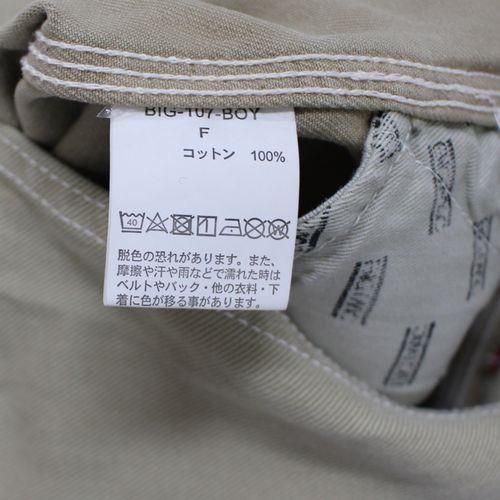 BIG-107-BOY
F
コットン 100%
40
脱色の恐れがあります。また、
摩擦や汗や雨などで濡れた時は
ベルトやバック・他の衣料・下
着に色が移る事があります。